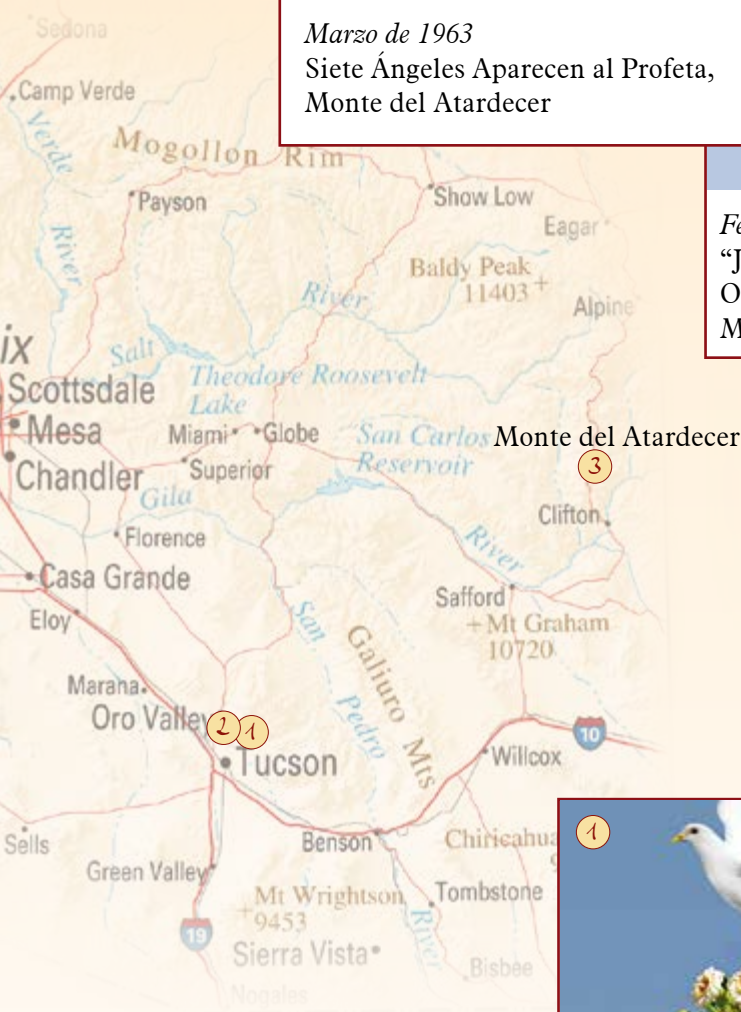 Marzo de 1963
Siete Ángeles Aparecen al Profeta,
Monte del Atardecer
Sedona
Camp Verde
Verde
River
Mogollon Rim
Payson
Show Low
Eagar
Baldy Peak
11403
River
Alpine
ix
Salt
Scottsdale
Theodore Roosevelt
Lake
Mesa
Miami
Globe
San Carlos
Reservoir
Monte del Atardecer
3
Chandler
Superior
Gila
Clifton
Florence
River
Casa Grande
Safford
Eloy
San
Pedro
Mt Graham
10720
Galiuro Mts
Marana
Oro Valley
2
1
Tucson
10
Willcox
Benson
Sells
Green Valley
Mt Wrightson
9453
River
Tombstone
19
Sierra Vista
Bisbee
Nogales
1